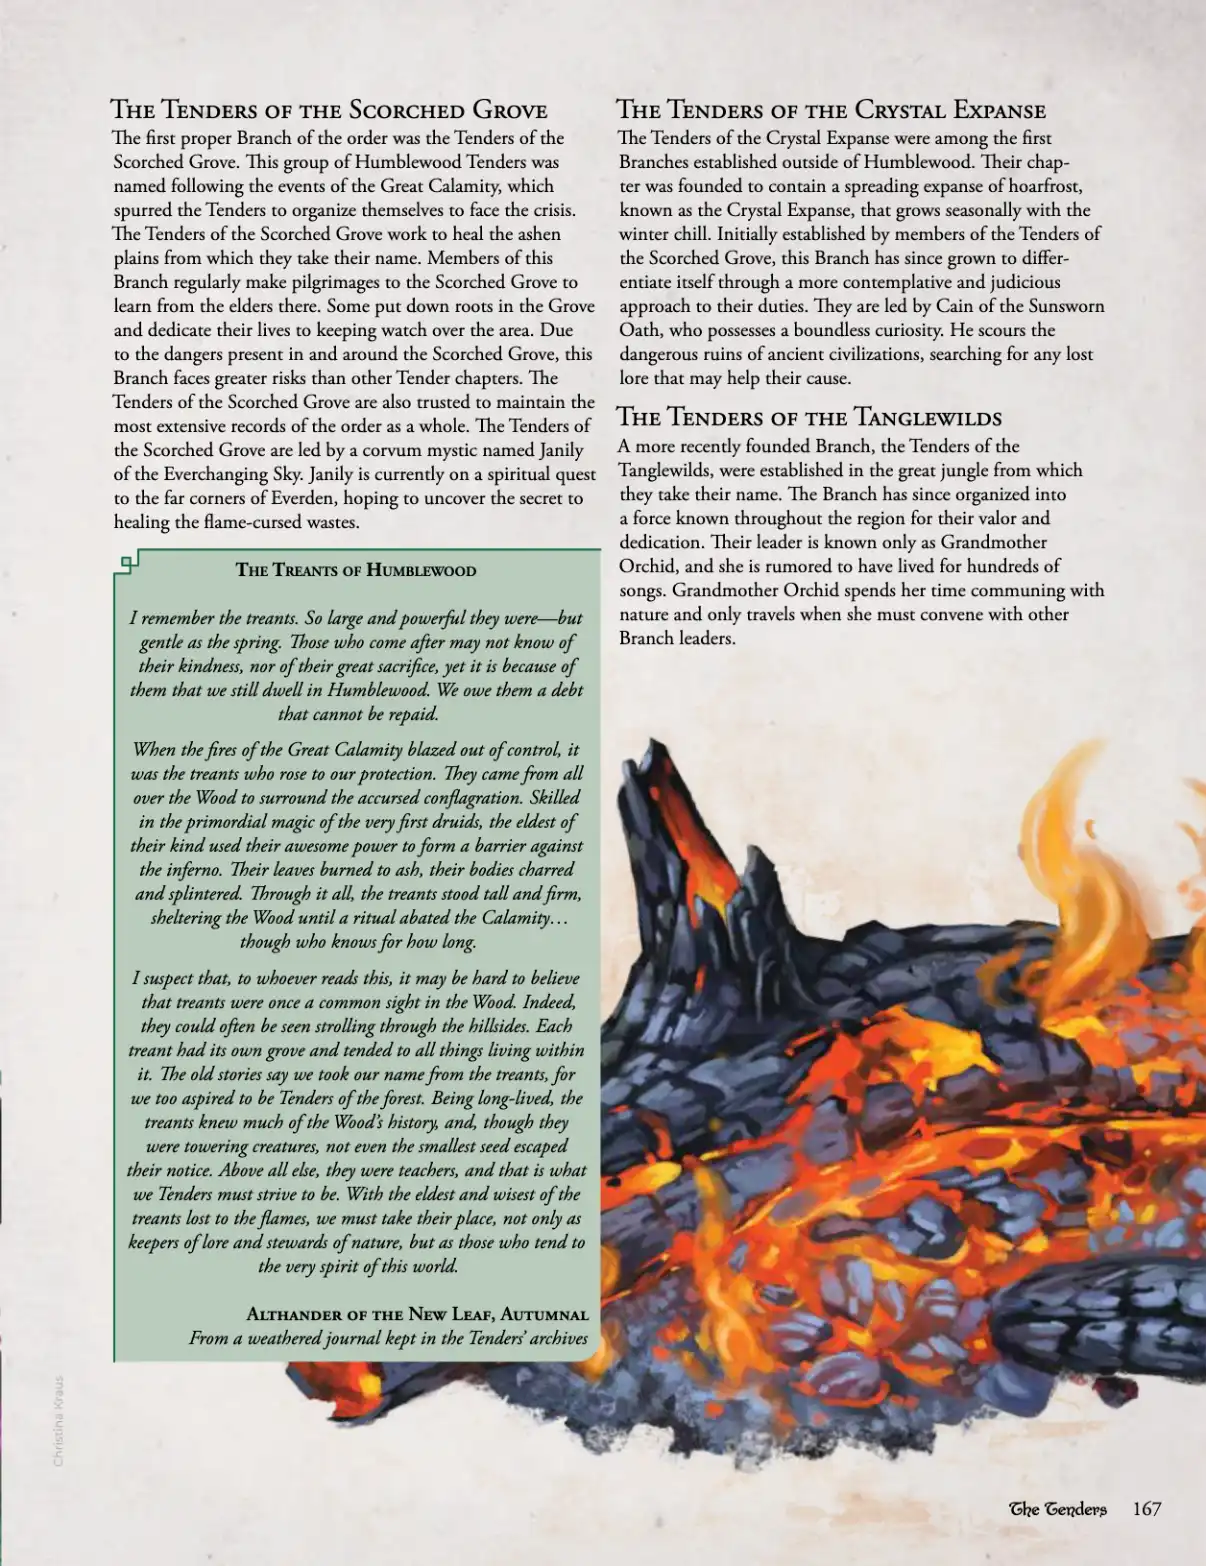 The Tenders of the Scorched Grove
The first proper Branch of the order was the Tenders of the
Scorched Grove. This group of Humblewood Tenders was
named following the events of the Great Calamity, which
spurred the Tenders to organize themselves to face the crisis.
The Tenders of the Scorched Grove work to heal the ashen
plains from which they take their name. Members of this
Branch regularly make pilgrimages to the Scorched Grove to
learn from the elders there. Some put down roots in the Grove
and dedicate their lives to keeping watch over the area. Due
to the dangers present in and around the Scorched Grove, this
Branch faces greater risks than other Tender chapters. The
Tenders of the Scorched Grove are also trusted to maintain the
most extensive records of the order as a whole. The Tenders of
the Scorched Grove are led by a corvum mystic named Janily
of the Everchanging Sky. Janily is currently on a spiritual quest
to the far corners of Everden, hoping to uncover the secret to
healing the flame-cursed wastes.
The Treants of Humblewood
I remember the treants. So large and powerful they were—but
gentle as the spring. Those who come after may not know of
their kindness, nor of their great sacrifice, yet it is because of
them that we still dwell in Humblewood. We owe them a debt
that cannot be repaid.
When the fires of the Great Calamity blazed out of control, it
was the treants who rose to our protection. They came from all
over the Wood to surround the accursed conflagration. Skilled
in the primordial magic of the very first druids, the eldest of
their kind used their awesome power to form a barrier against
the inferno. Their leaves burned to ash, their bodies charred
and splintered. Through it all, the treants stood tall and firm,
sheltering the Wood until a ritual abated the Calamity…
though who knows for how long.
I suspect that, to whoever reads this, it may be hard to believe
that treants were once a common sight in the Wood. Indeed,
they could often be seen strolling through the hillsides. Each
treant had its own grove and tended to all things living within
it. The old stories say we took our name from the treants, for
we too aspired to be Tenders of the forest. Being long-lived, the
treants knew much of the Wood's history, and, though they
were towering creatures, not even the smallest seed escaped
their notice. Above all else, they were teachers, and that is what
we Tenders must strive to be. With the eldest and wisest of the
treants lost to the flames, we must take their place, not only as
keepers of lore and stewards of nature, but as those who tend to
the very spirit of this world.
Althander of the New Leaf, Autumnal
From a weathered journal kept in the Tenders' archives
The Tenders of the Crystal Expanse
The Tenders of the Crystal Expanse were among the first
Branches established outside of Humblewood. Their chap-
ter was founded to contain a spreading expanse of hoarfrost,
known as the Crystal Expanse, that grows seasonally with the
winter chill. Initially established by members of the Tenders of
the Scorched Grove, this Branch has since grown to differ-
entiate itself through a more contemplative and judicious
approach to their duties. They are led by Cain of the Sunsworn
Oath, who possesses a boundless curiosity. He scours the
dangerous ruins of ancient civilizations, searching for any lost
lore that may help their cause.
The Tenders of the Tanglewilds
A more recently founded Branch, the Tenders of the
Tanglewilds, were established in the great jungle from which
they take their name. The Branch has since organized into
a force known throughout the region for their valor and
dedication. Their leader is known only as Grandmother
Orchid, and she is rumored to have lived for hundreds of
songs. Grandmother Orchid spends her time communing with
nature and only travels when she must convene with other
Branch leaders.
Christina Kraus
The Tenders 167